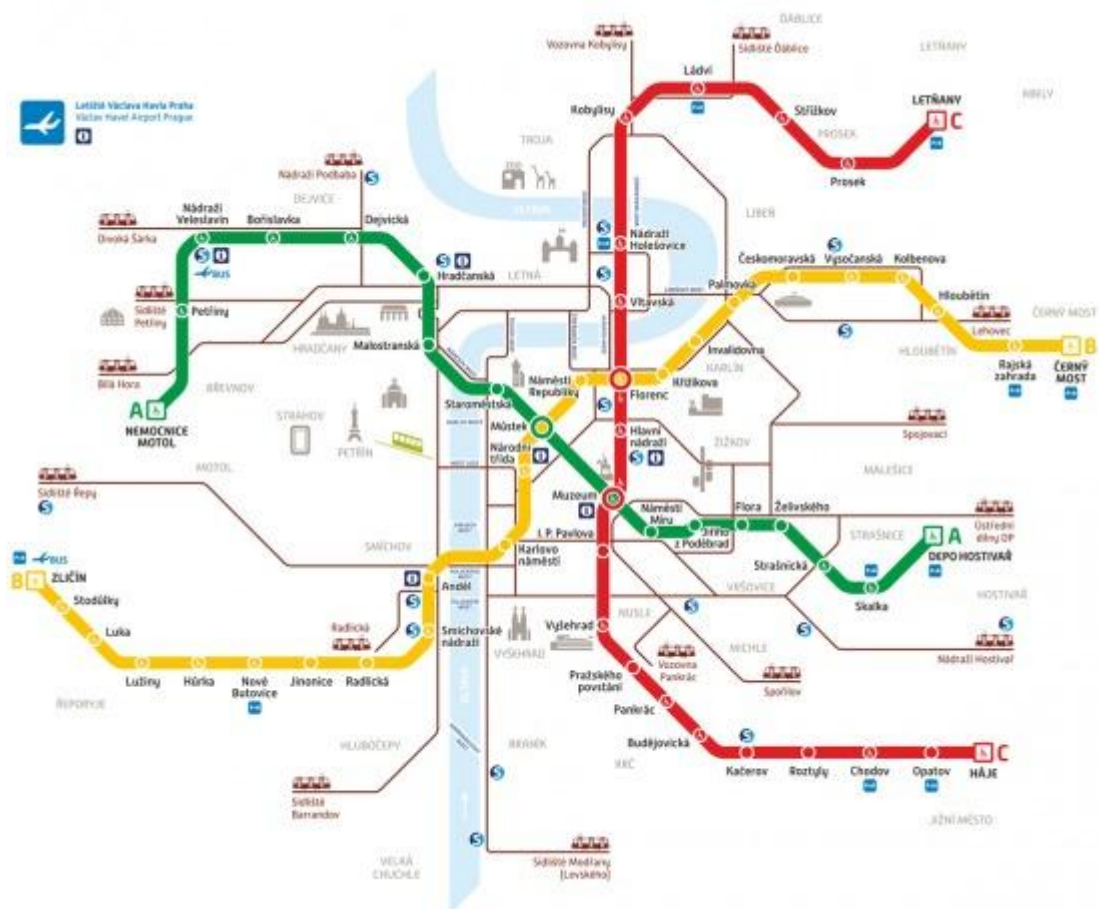 ĎÁBLICE
Vozovna Kobylisy
Sídliště Ďáblice
LETŇANY
Ládví
Letiště Václava Havla Praha
Václav Havel Airport Prague
Kobylisy
Střížkov
LETŇANY
C
PROSEK
TROJA
Prosek
Nádraží Podbaba
DEJVICE
Nádraží
Veleslavín
Bořislavka
Dejvická
LIBEŇ
Divoká Šárka
BUS
Hradčanská
LETNÁ
Nádraží
Holešovice
Českomoravská
Vysočanská
Kolbenova
Palmovka
Hloubětín
Sídliště
Petřiny
Petřiny
Vltavská
Lehovec
ČERNÝ MOST
HRADČANY
Malostranská
Invalidovna
HLOUBĚTÍN
B
Bílá Hora
BŘEVNOV
Náměstí
Republiky
KARLÍN
Křižíkova
Florenc
Rajská
zahrada
ČERNÝ
MOST
A
NEMOCNICE
MOTOL
STRAHOV
PETŘÍN
Staroměstská
Můstek
Hlavní
nádraží
ŽIŽKOV
Spojovací
MOTOL
Národní
třída
MALEŠICE
Sídliště Řepy
Muzeum
Náměstí
Míru
Flora
Želivského
Jiřího
z Poděbrad
Ústřední
dílny DP
I. P. Pavlova
STRAŠNICE
A
DEPO HOSTIVAŘ
SMÍCHOV
Karlovo
náměstí
Strašnická
BUS
B
ZLIČÍN
Anděl
VRŠOVICE
Skalka
HOSTIVAŘ
Stodůlky
Radlická
Smíchovské
nádraží
NUSLE
Vyšehrad
VYŠEHRAD
MICHLE
Luka
Nádraží Hostivař
Vozovna
Pankrác
Lužiny
Hůrka
Nové
Butovice
Jinonice
Radlická
Pražského
povstání
Spořilov
ŘEPORYJE
Pankrác
HLUBOČEPY
BRANÍK
Budějovická
KRČ
Kačerov
Roztyly
Chodov
Opatov
C
HÁJE
Sídliště
Barrandov
JIŽNÍ MĚSTO
VELKÁ
CHUCHLE
Sídliště Modřany
(Levského)